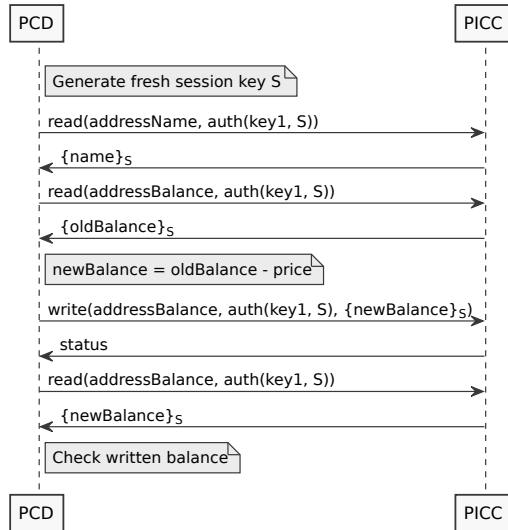 PCD PICC
Generate fresh session key S
read(addressName, auth(key1, S))
{name}S
read(addressBalance, auth(key1, S))
{oldBalance}S
newBalance = oldBalance - price
write(addressBalance, auth(key1, S), {newBalance}S)
status
read(addressBalance, auth(key1, S))
{newBalance}S
Check written balance
PCD PICC